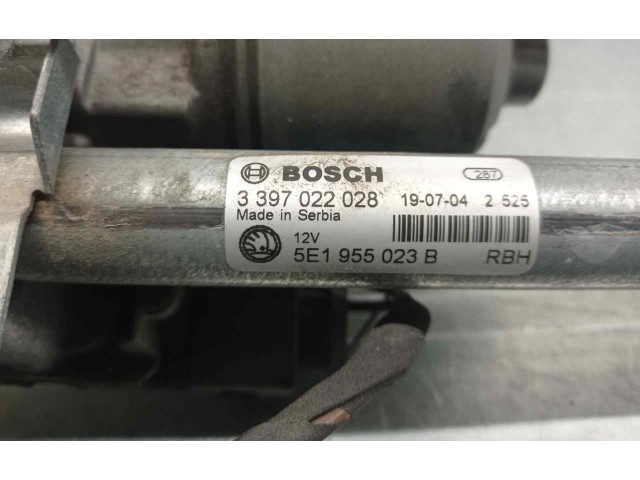 BOSCH 287
3 397 022 028 19-07-04 2 525
Made in Serbia
12V
5E1 955 023 B RBH